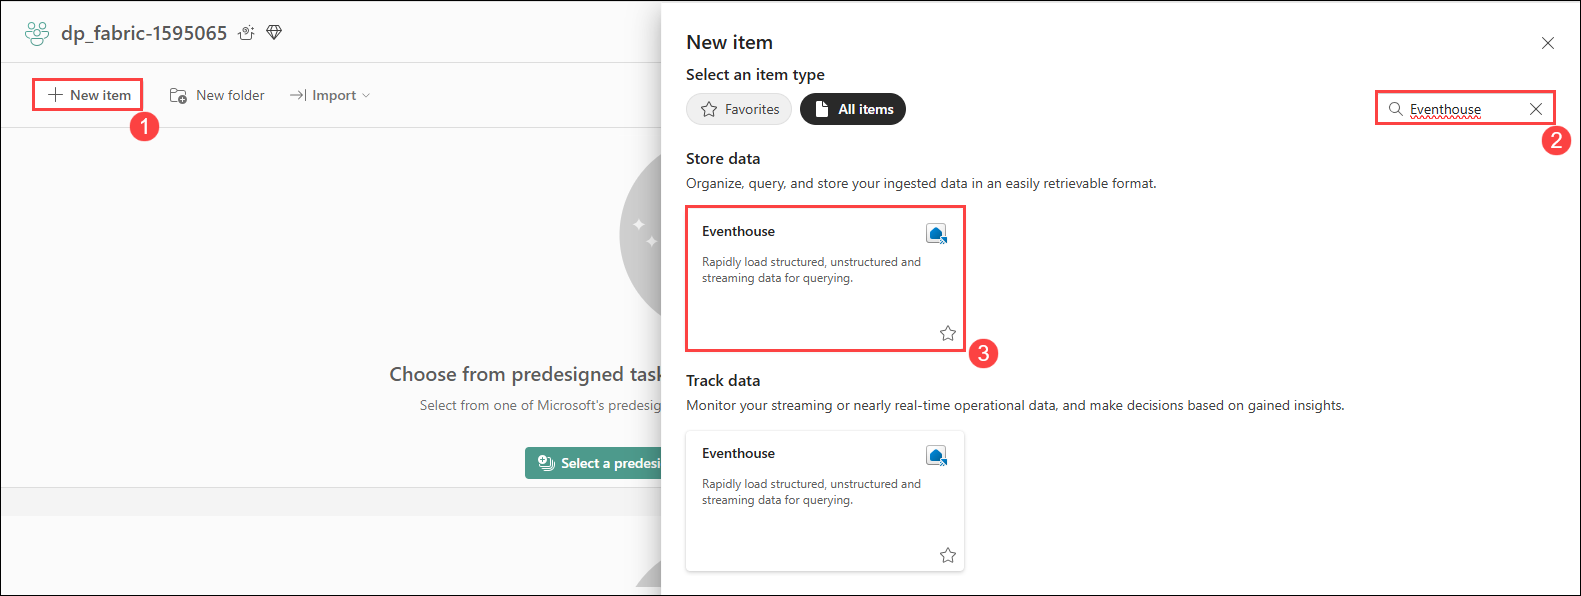 dp_fabric-1595065
New item
New folder
Import
1
Choose from predesigned task
Select from one of Microsoft's predesig
Select a predesi
New item
Select an item type
Favorites
All items
Eventhouse
2
Store data
Organize, query, and store your ingested data in an easily retrievable format.
Eventhouse
Rapidly load structured, unstructured and
streaming data for querying.
3
Track data
Monitor your streaming or nearly real-time operational data, and make decisions based on gained insights.
Eventhouse
Rapidly load structured, unstructured and
streaming data for querying.